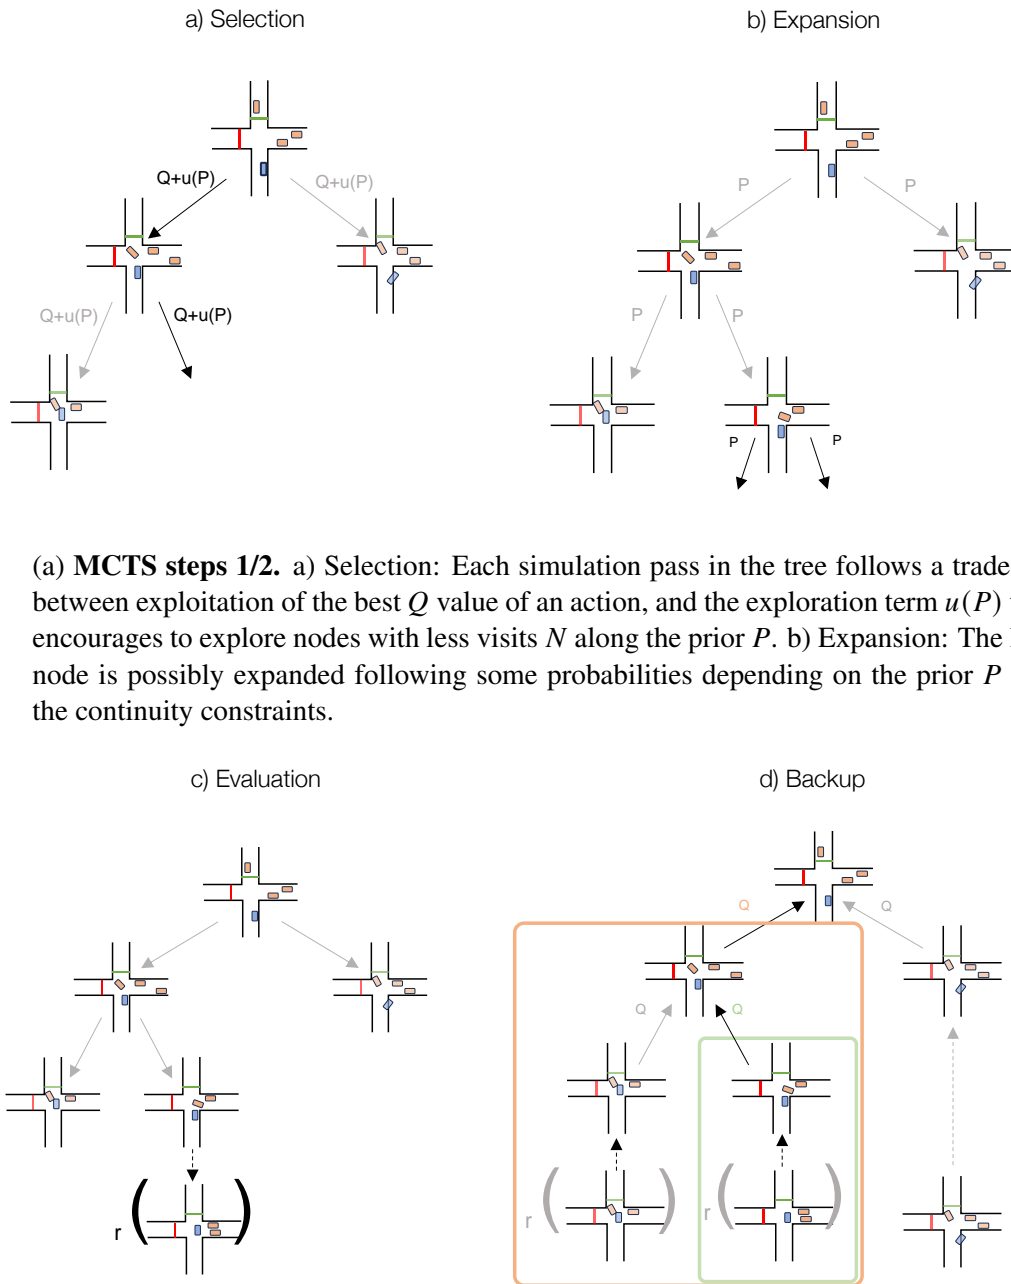 a) Selection
b) Expansion
Q+u(P)
Q+u(P)
P
P
Q+u(P)
Q+u(P)
P
P
P
P
(a) MCTS steps 1/2. a) Selection: Each simulation pass in the tree follows a trade
between exploitation of the best Q value of an action, and the exploration term u(P)
encourages to explore nodes with less visits N along the prior P. b) Expansion: The
node is possibly expanded following some probabilities depending on the prior P
the continuity constraints.
c) Evaluation
d) Backup
Q
Q
Q
Q
r
r
r